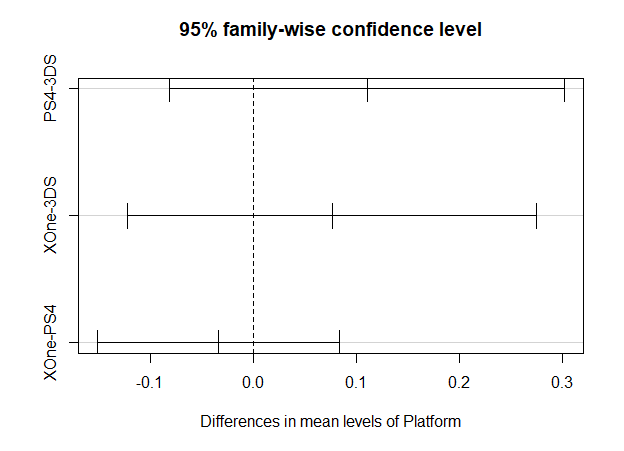 95% family-wise confidence level
PS4-3DS
XOne-3DS
XOne-PS4
-0.1 0.0 0.1 0.2 0.3
Differences in mean levels of Platform